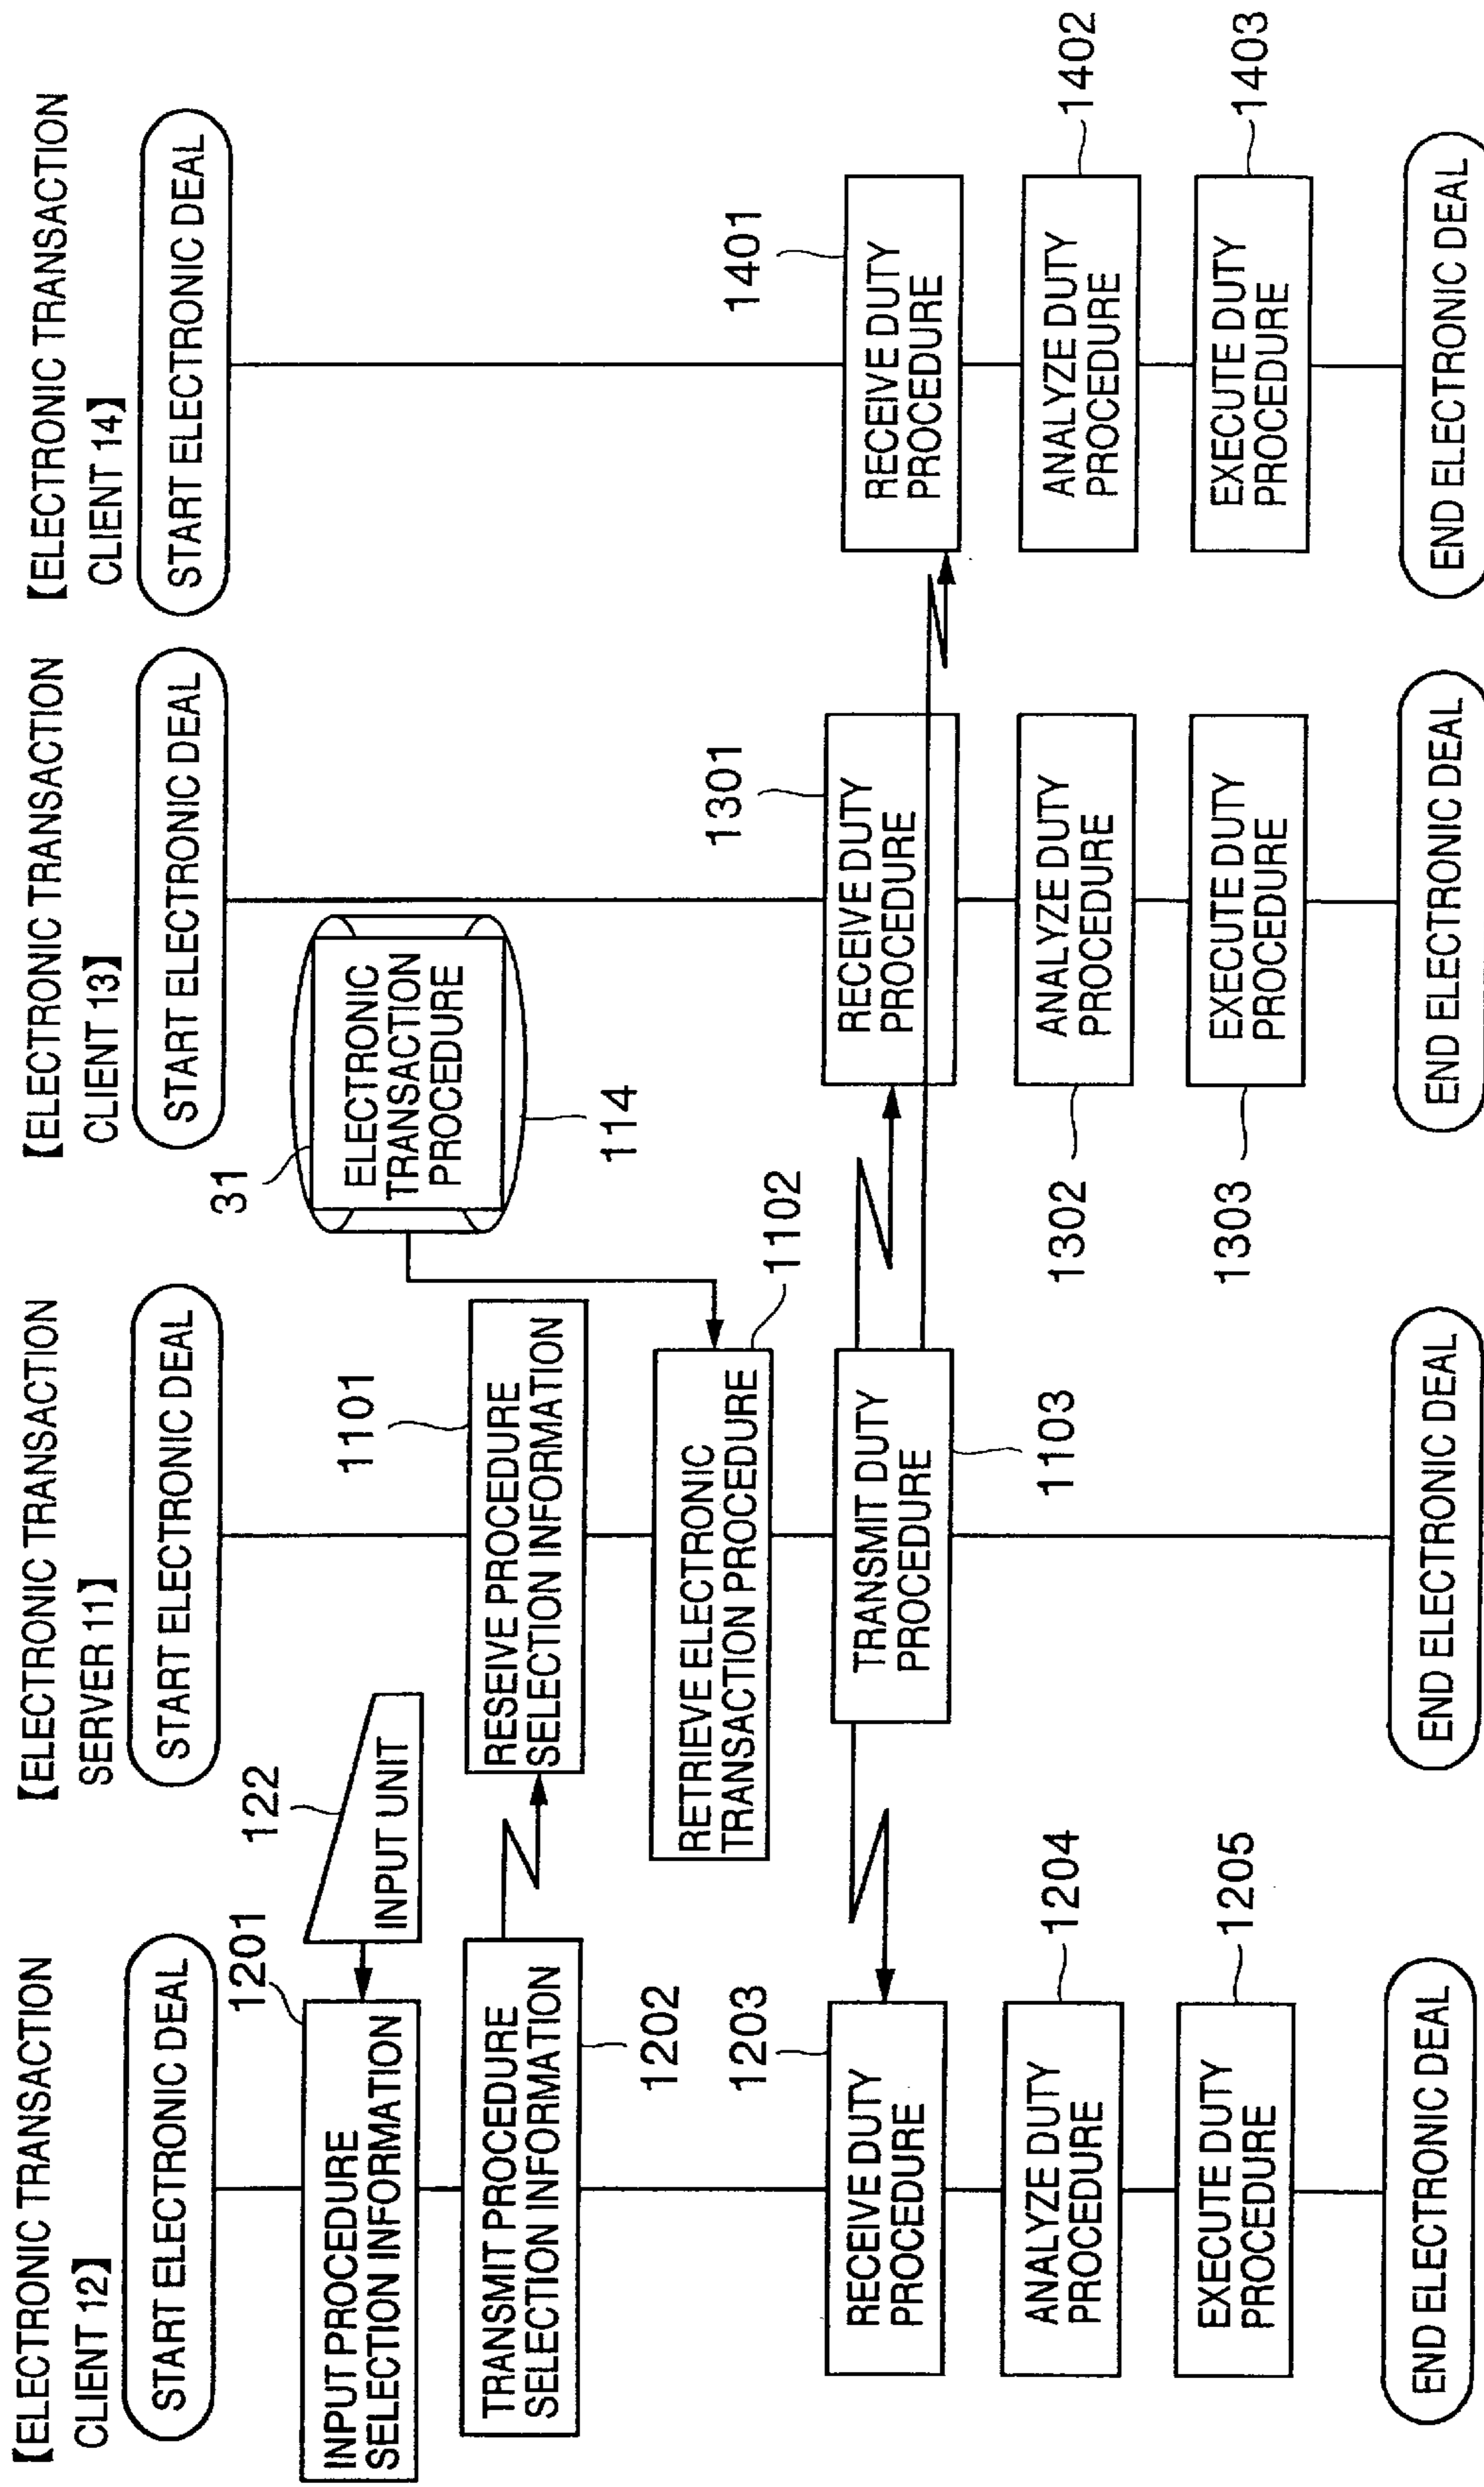 【ELECTRONIC TRANSACTION
CLIENT 12】
START ELECTRONIC DEAL
1201
INPUT PROCEDURE
SELECTION INFORMATION
122
INPUT UNIT
TRANSMIT PROCEDURE
SELECTION INFORMATION
1202
1203
RECEIVE DUTY
PROCEDURE
ANALYZE DUTY
PROCEDURE
1204
EXECUTE DUTY
PROCEDURE
1205
END ELECTRONIC DEAL
【ELECTRONIC TRANSACTION
SERVER 11】
START ELECTRONIC DEAL
1101
RESEIVE PROCEDURE
SELECTION INFORMATION
31
ELECTRONIC
TRANSACTION
PROCEDURE
114
1102
RETRIEVE ELECTRONIC
TRANSACTION PROCEDURE
TRANSMIT DUTY
PROCEDURE
1103
END ELECTRONIC DEAL
【ELECTRONIC TRANSACTION
CLIENT 13】
START ELECTRONIC DEAL
1301
RECEIVE DUTY
PROCEDURE
ANALYZE DUTY
PROCEDURE
1302
EXECUTE DUTY
PROCEDURE
1303
END ELECTRONIC DEAL
【ELECTRONIC TRANSACTION
CLIENT 14】
START ELECTRONIC DEAL
1401
RECEIVE DUTY
PROCEDURE
ANALYZE DUTY
PROCEDURE
1402
EXECUTE DUTY
PROCEDURE
1403
END ELECTRONIC DEAL